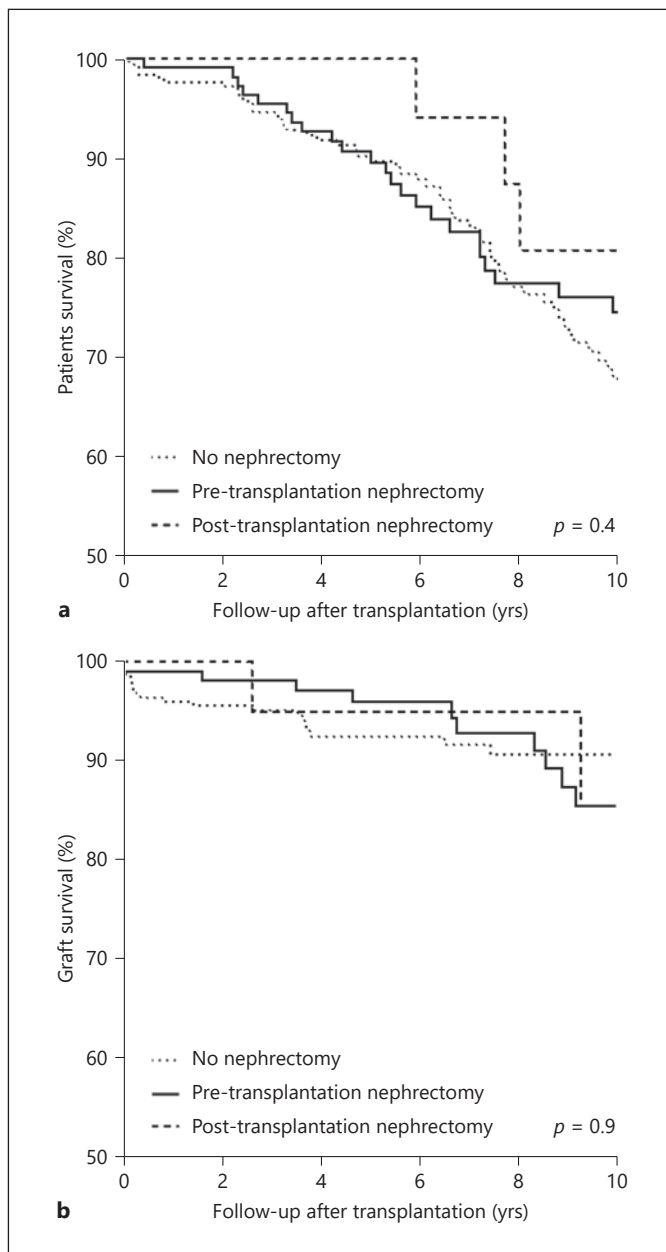 100
90
80
70
60
50
Patients survival (%)
No nephrectomy
Pre-transplantation nephrectomy
Post-transplantation nephrectomy p = 0.4
0 2 4 6 8 10
a Follow-up after transplantation (yrs)
100
90
80
70
60
50
Graft survival (%)
No nephrectomy
Pre-transplantation nephrectomy
Post-transplantation nephrectomy p = 0.9
0 2 4 6 8 10
b Follow-up after transplantation (yrs)